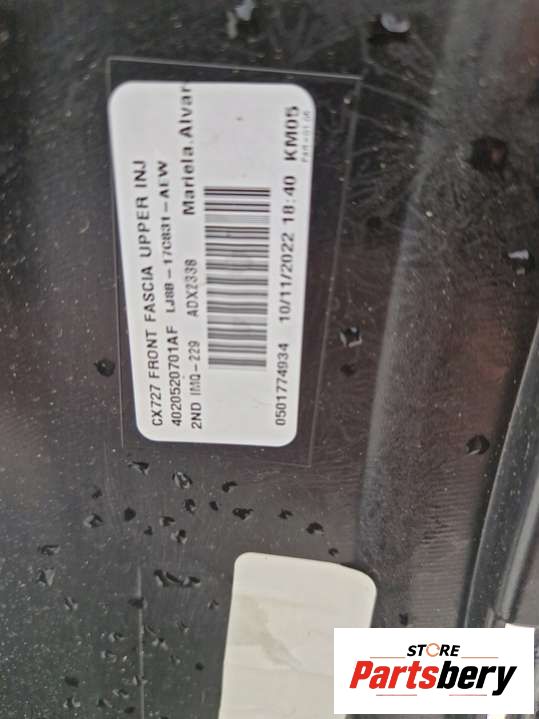 CX727 FRONT FASCIA UPPER INJ
4020520701AF LJ8B-17C831-AEW
2ND IMQ-229 ADX2338 Mariela.Alvar
0501774934 10/11/2022 18:40 KM05
STORE
Partsbery